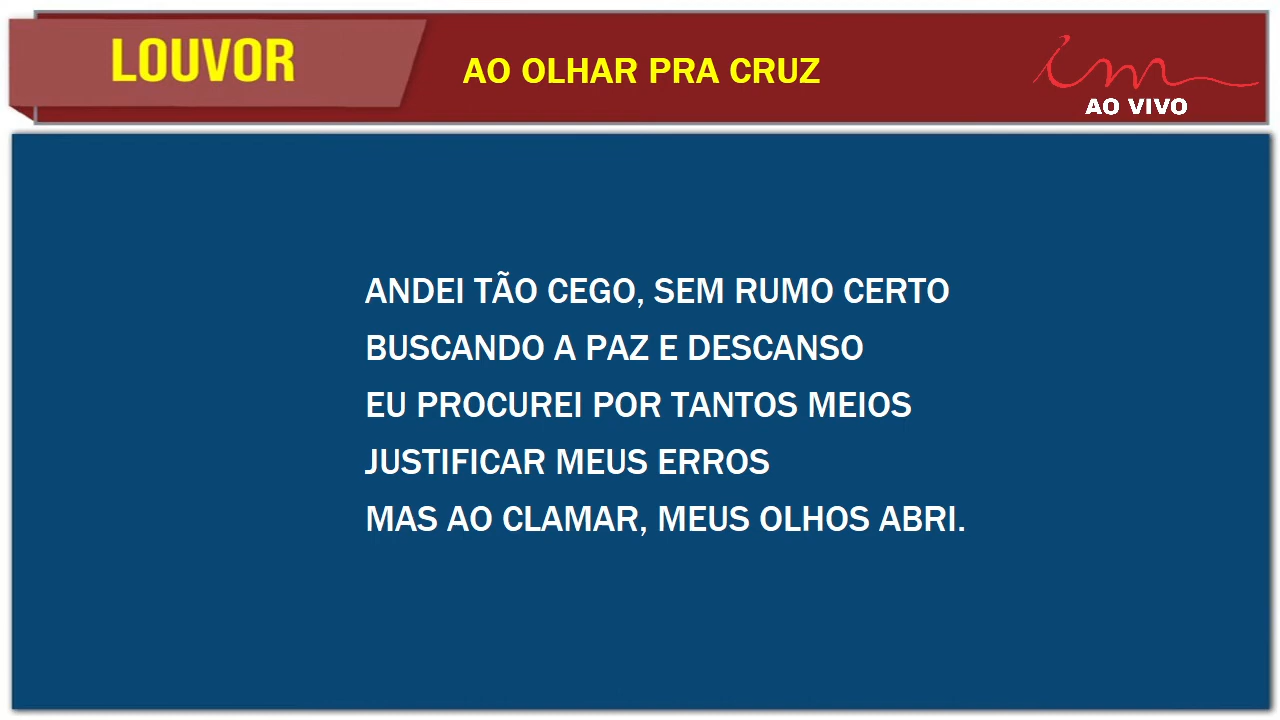 LOUVOR
AO OLHAR PRA CRUZ
im
AO VIVO
ANDEI TÃO CEGO, SEM RUMO CERTO
BUSCANDO A PAZ E DESCANSO
EU PROCUREI POR TANTOS MEIOS
JUSTIFICAR MEUS ERROS
MAS AO CLAMAR, MEUS OLHOS ABRI.